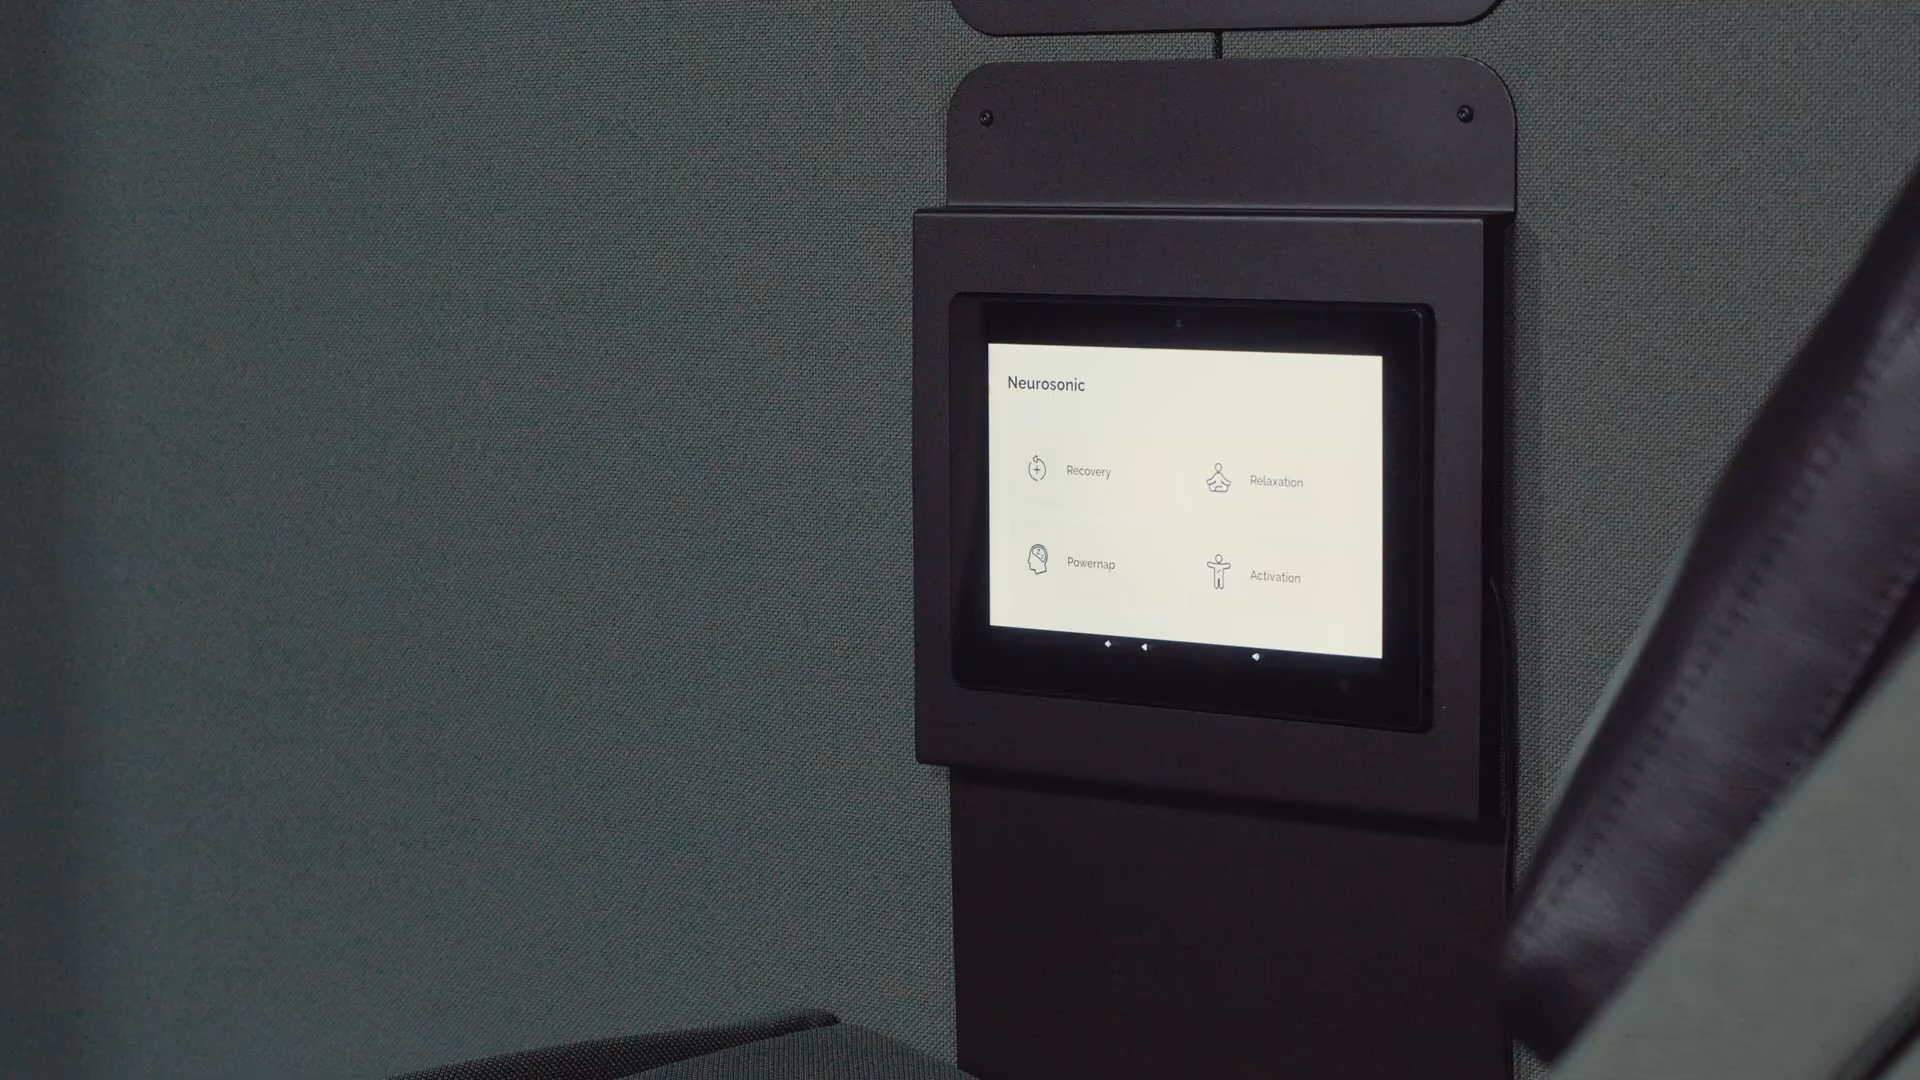 Neurosonic
Recovery
Relaxation
Powernap
Activation